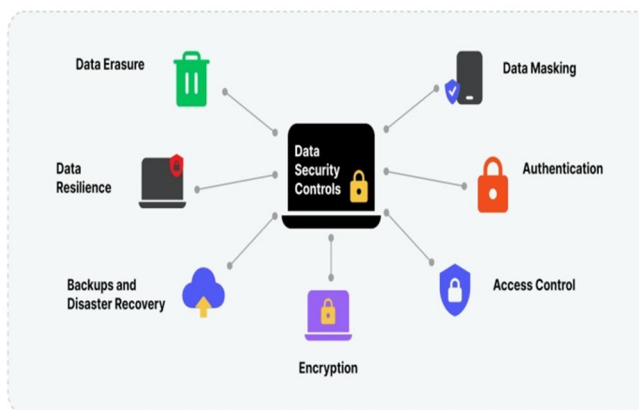 Data Erasure
Data Masking
Data
Security
Controls
Data
Resilience
Authentication
Backups and
Disaster Recovery
Access Control
Encryption